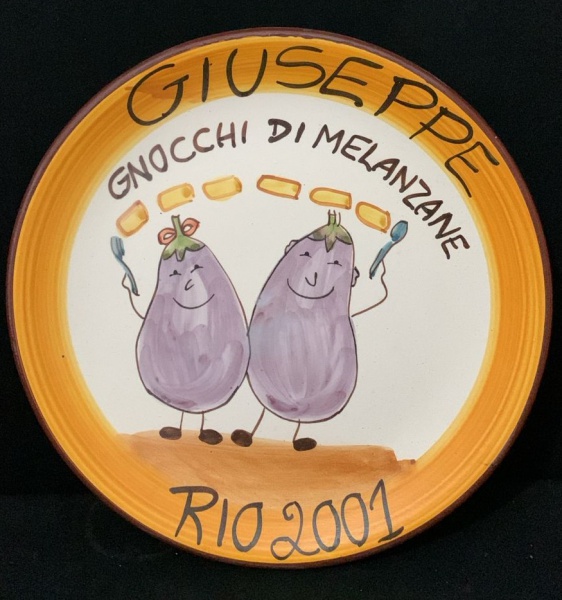 GIUSEPPE
GNOCCHI DI MELANZANE
RIO 2001